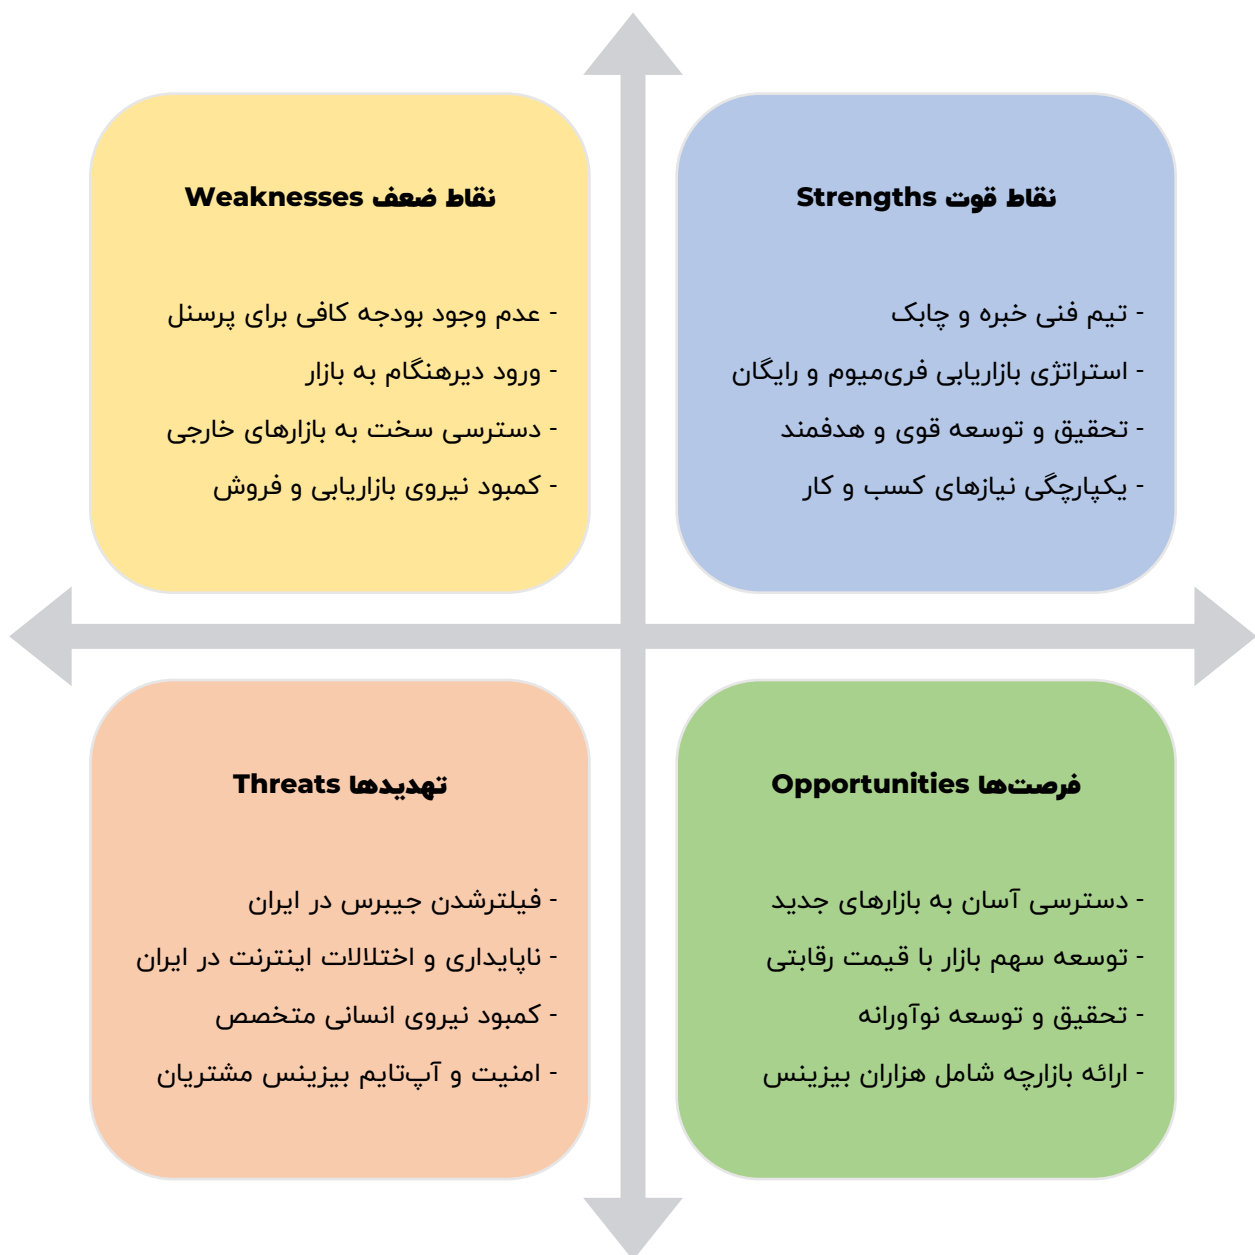 نقاط قوت Strengths
- تیم فنی خبره و چابک
- استراتژی بازاریابی فری‌میوم و رایگان
- تحقیق و توسعه قوی و هدفمند
- یکپارچگی نیازهای کسب و کار
نقاط ضعف Weaknesses
- عدم وجود بودجه کافی برای پرسنل
- ورود دیرهنگام به بازار
- دسترسی سخت به بازارهای خارجی
- کمبود نیروی بازاریابی و فروش
فرصت‌ها Opportunities
- دسترسی آسان به بازارهای جدید
- توسعه سهم بازار با قیمت رقابتی
- تحقیق و توسعه نوآورانه
- ارائه بازارچه شامل هزاران بیزینس
تهدیدها Threats
- فیلترشدن جیبرس در ایران
- ناپایداری و اختلالات اینترنت در ایران
- کمبود نیروی انسانی متخصص
- امنیت و آپ‌تایم بیزینس مشتریان